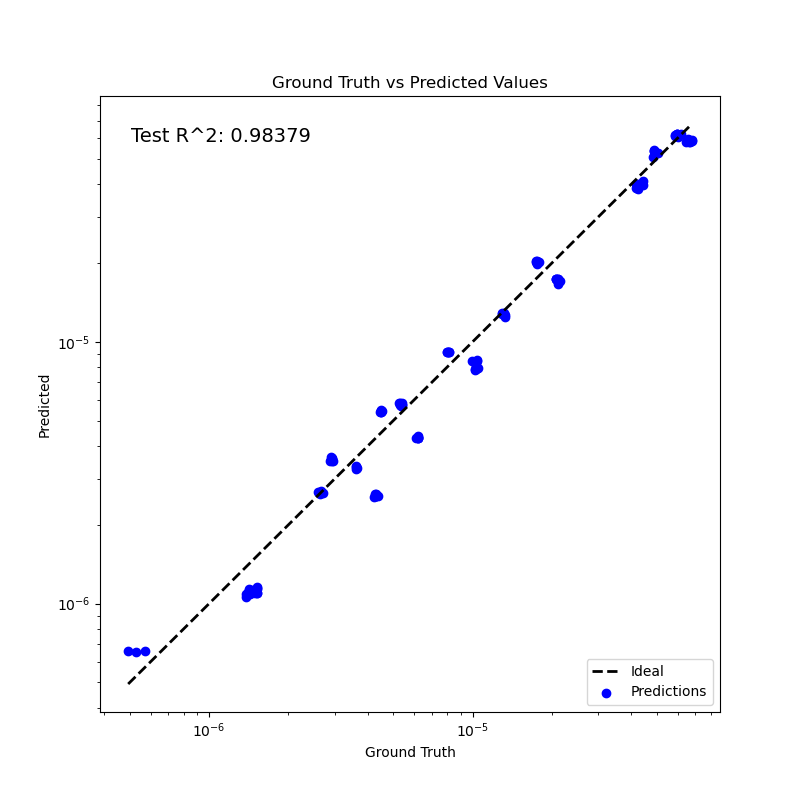 Ground Truth vs Predicted Values
Test R^2: 0.98379
10⁻⁵
10⁻⁶
Predicted
Ideal
Predictions
10⁻⁶ 10⁻⁵
Ground Truth